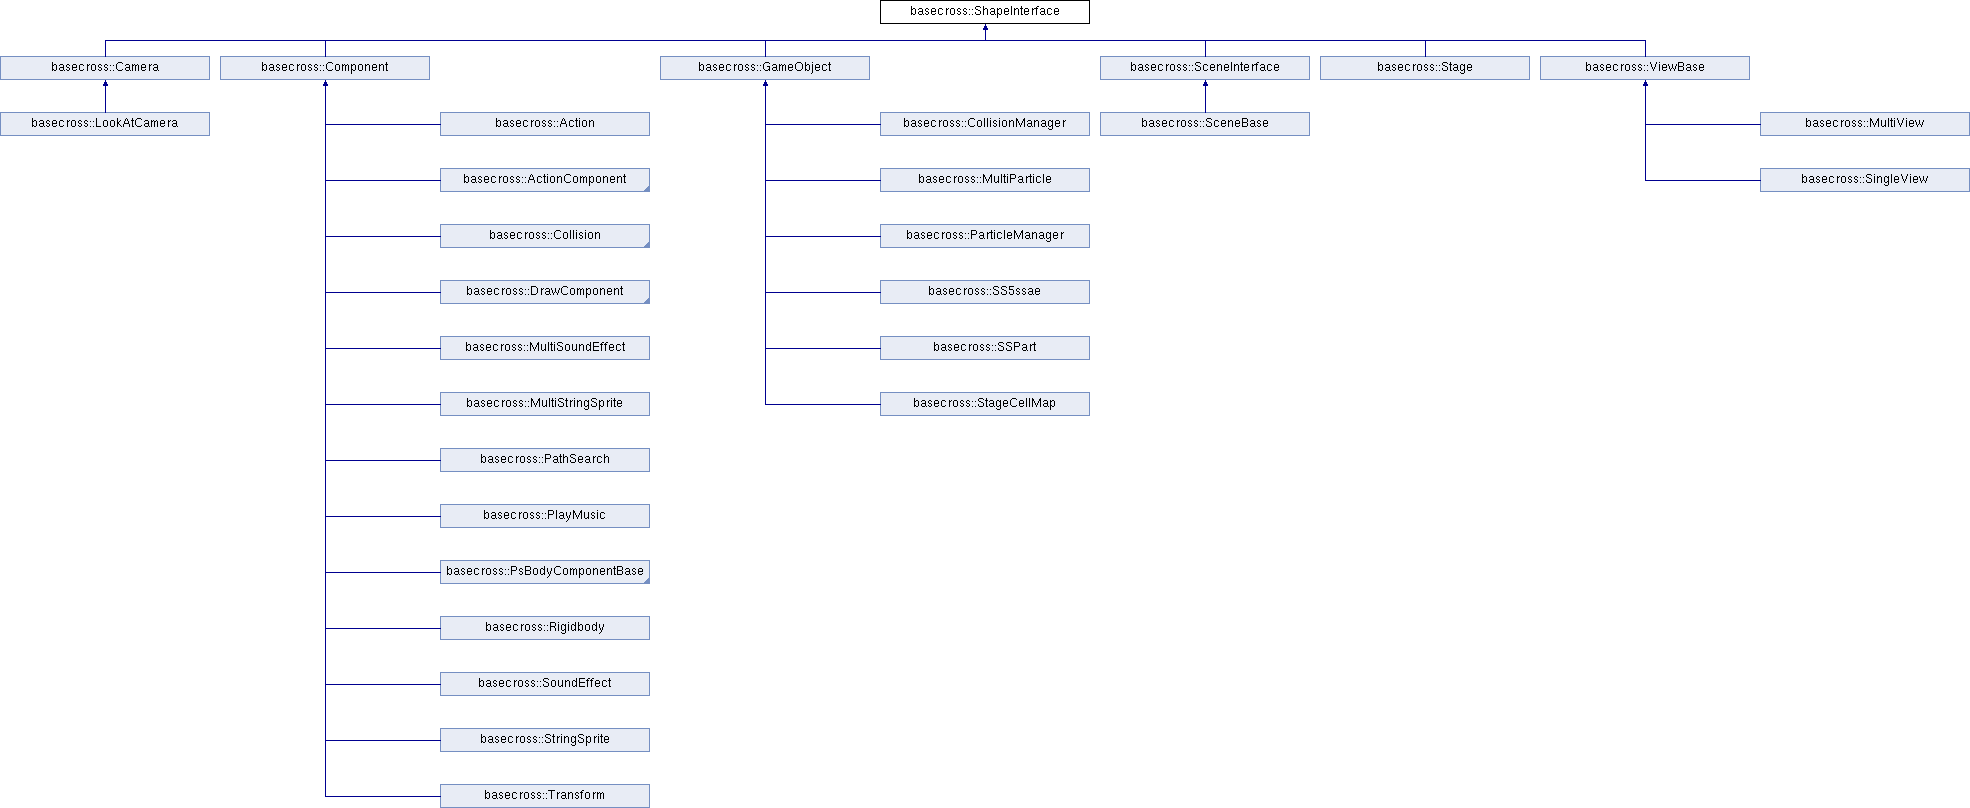 basecross::ShapeInterface
basecross::Camera
basecross::Component
basecross::GameObject
basecross::SceneInterface
basecross::Stage
basecross::ViewBase
basecross::LookAtCamera
basecross::Action
basecross::CollisionManager
basecross::SceneBase
basecross::MultiView
basecross::ActionComponent
basecross::MultiParticle
basecross::SingleView
basecross::Collision
basecross::ParticleManager
basecross::DrawComponent
basecross::SS5ssae
basecross::MultiSoundEffect
basecross::SSPart
basecross::MultiStringSprite
basecross::StageCellMap
basecross::PathSearch
basecross::PlayMusic
basecross::PsBodyComponentBase
basecross::Rigidbody
basecross::SoundEffect
basecross::StringSprite
basecross::Transform